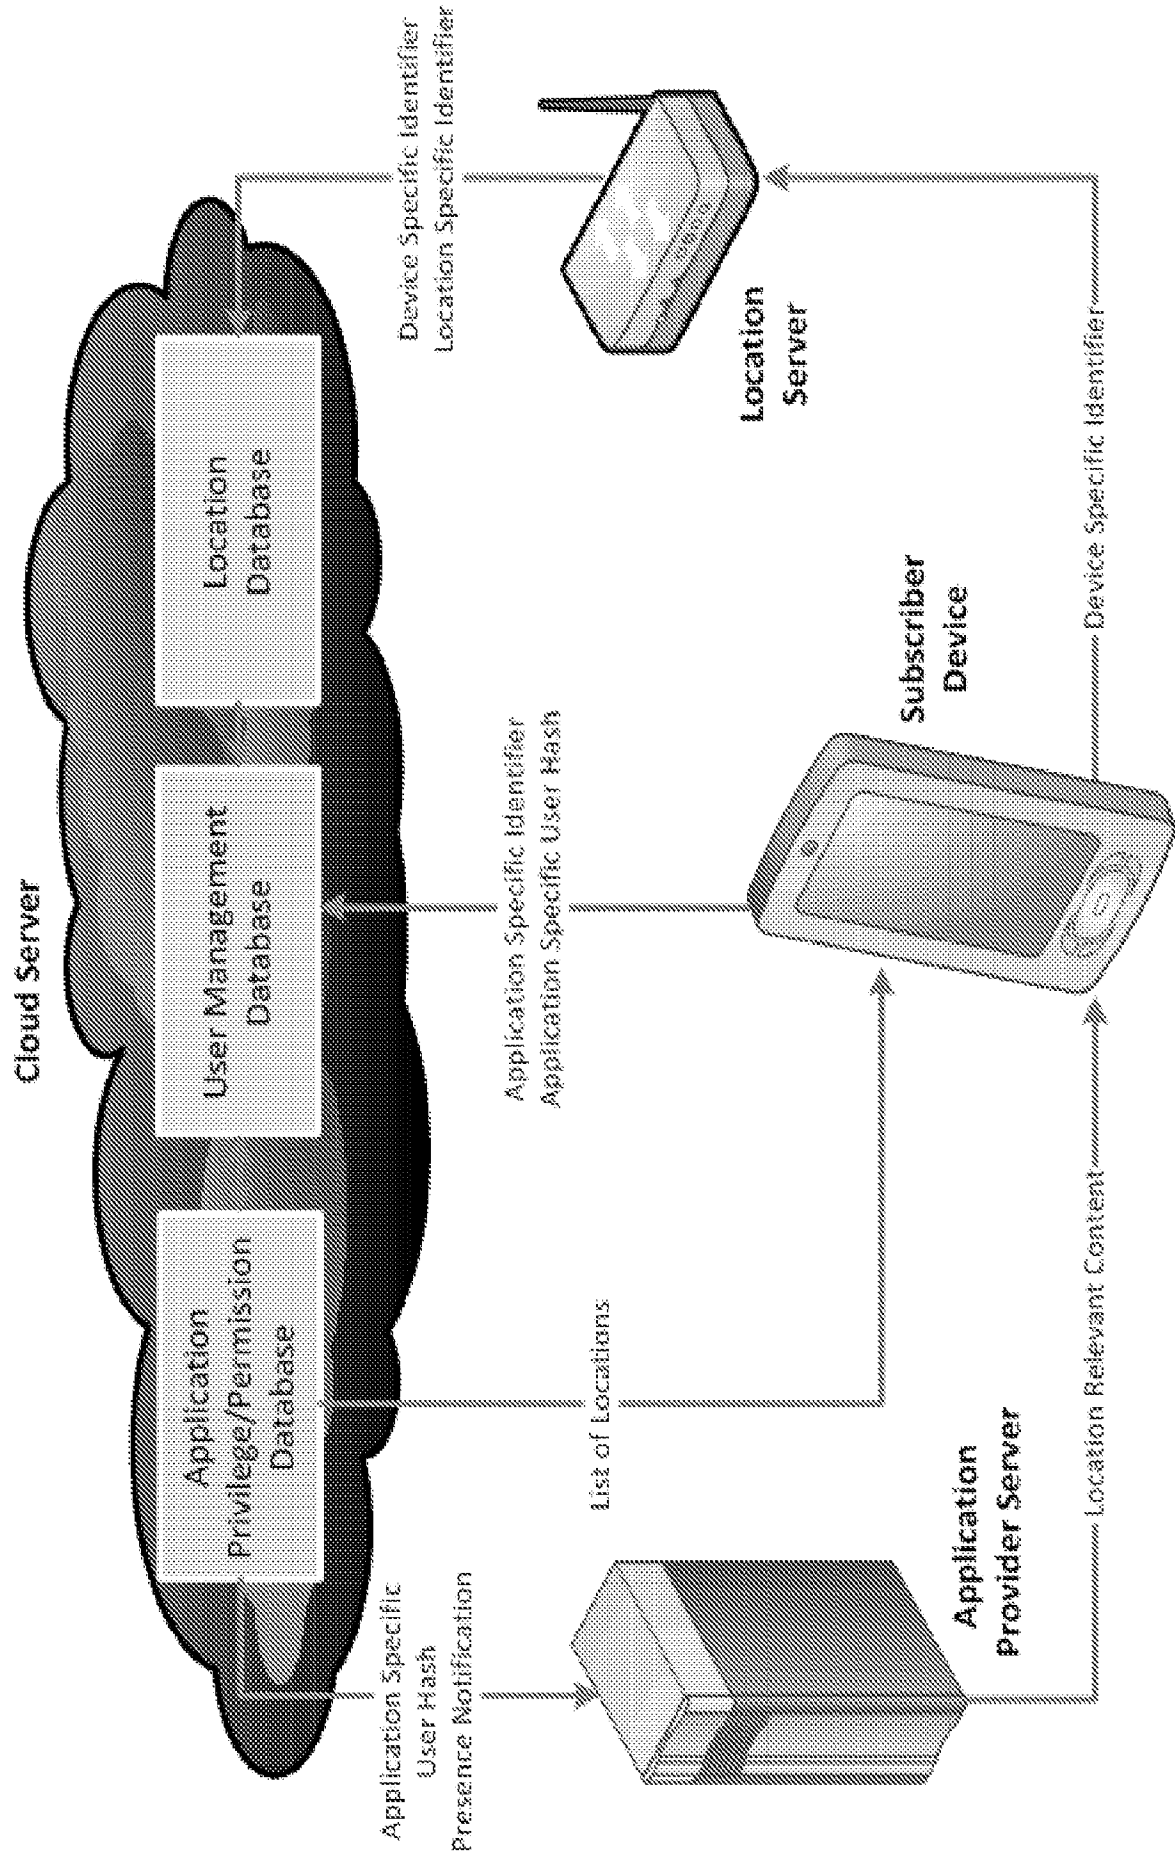 Cloud Server
Application
Privilege/Permission
Database
User Management
Database
Location
Database
Application Specific
User Hash
Presence Notification
List of Locations
Application Specific Identifier
Application Specific User Hash
Device Specific Identifier
Location Specific Identifier
Application
Provider Server
Subscriber
Device
Location
Server
Location Relevant Content
Device Specific Identifier